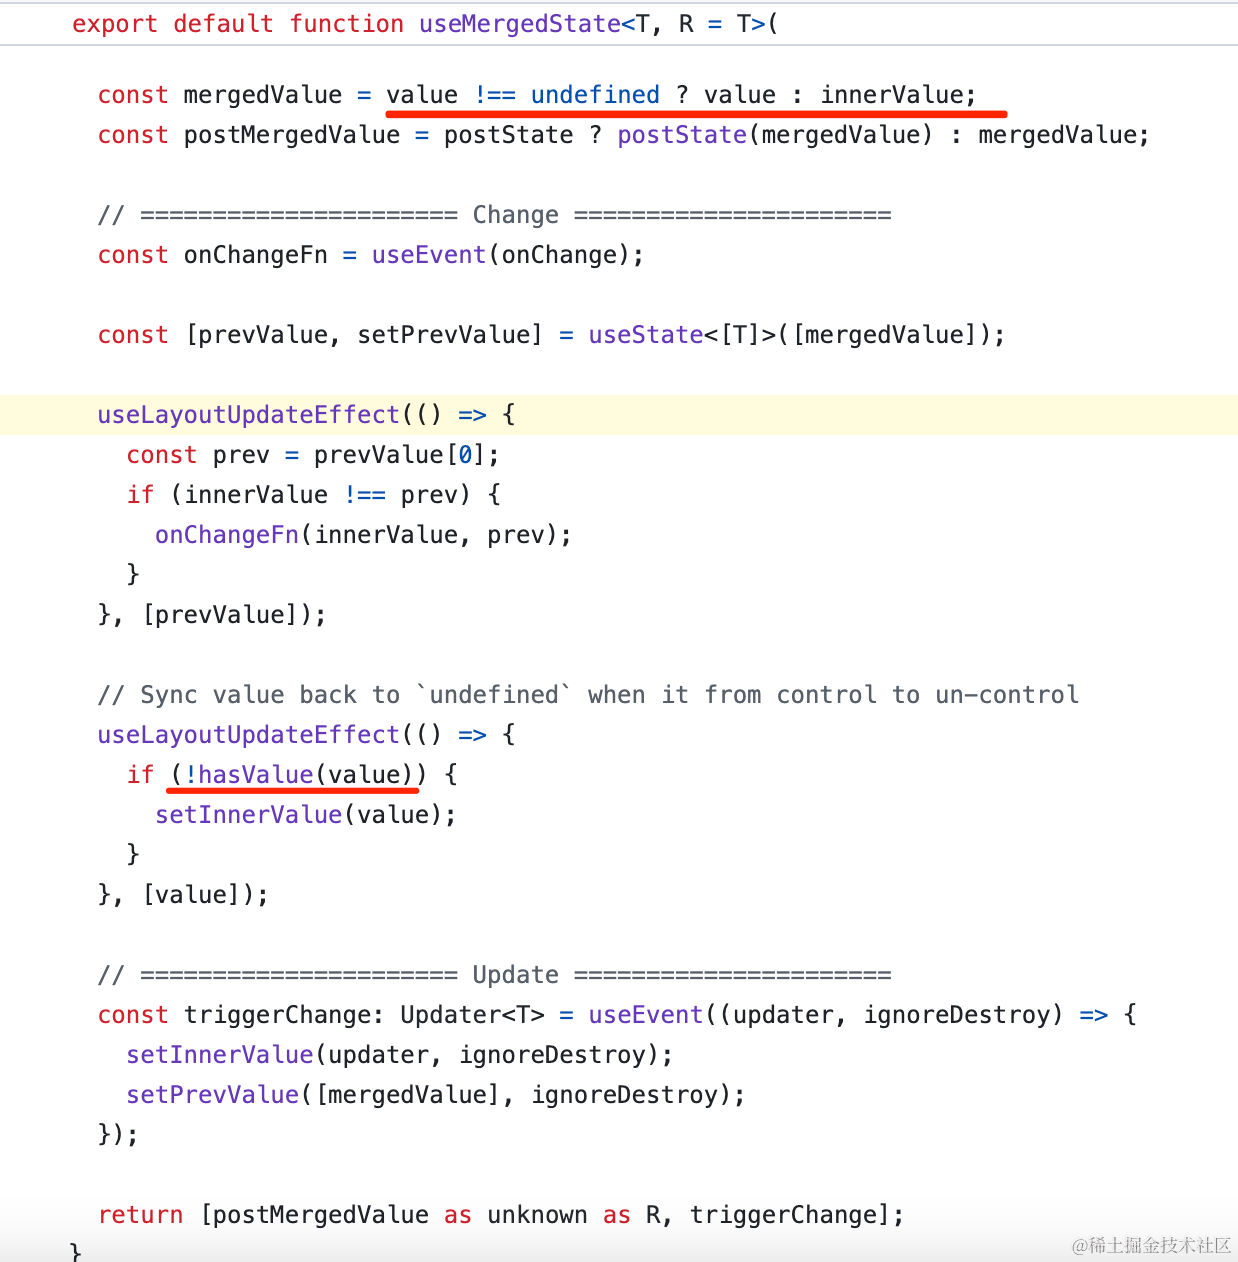 export default function useMergedState<T, R = T>(
const mergedValue = value !== undefined ? value : innerValue;
const postMergedValue = postState ? postState(mergedValue) : mergedValue;
// ====================== Change ======================
const onChangeFn = useEvent(onChange);
const [prevValue, setPrevValue] = useState<[T]>([mergedValue]);
useLayoutUpdateEffect(() => {
const prev = prevValue[0];
if (innerValue !== prev) {
onChangeFn(innerValue, prev);
}
}, [prevValue]);
// Sync value back to `undefined` when it from control to un-control
useLayoutUpdateEffect(() => {
if (!hasValue(value)) {
setInnerValue(value);
}
}, [value]);
// ====================== Update ======================
const triggerChange: Updater<T> = useEvent((updater, ignoreDestroy) => {
setInnerValue(updater, ignoreDestroy);
setPrevValue([mergedValue], ignoreDestroy);
});
return [postMergedValue as unknown as R, triggerChange];
}
@稀土掘金技术社区